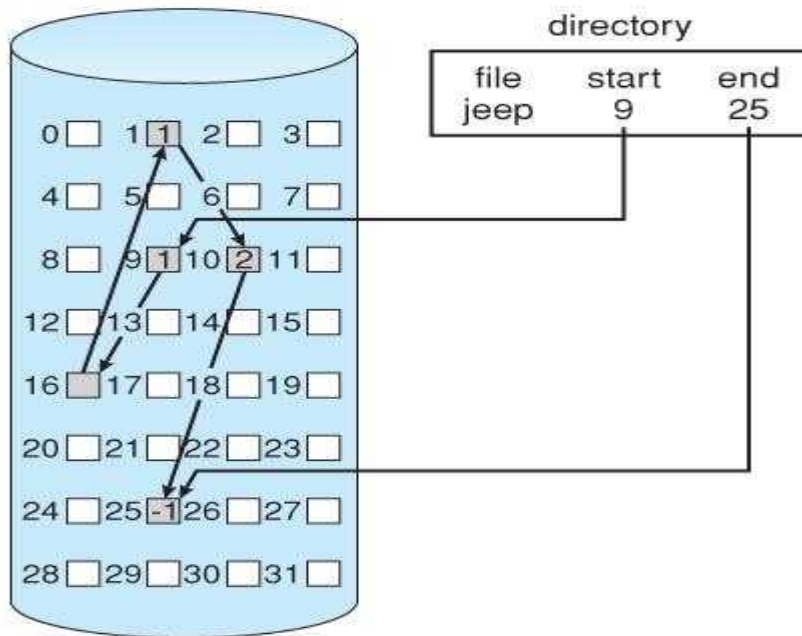 directory
file start end
jeep 9 25
0 1 1 2 3
4 5 6 7
8 9 1 10 2 11
12 13 14 15
16 17 18 19
20 21 22 23
24 25 -1 26 27
28 29 30 31